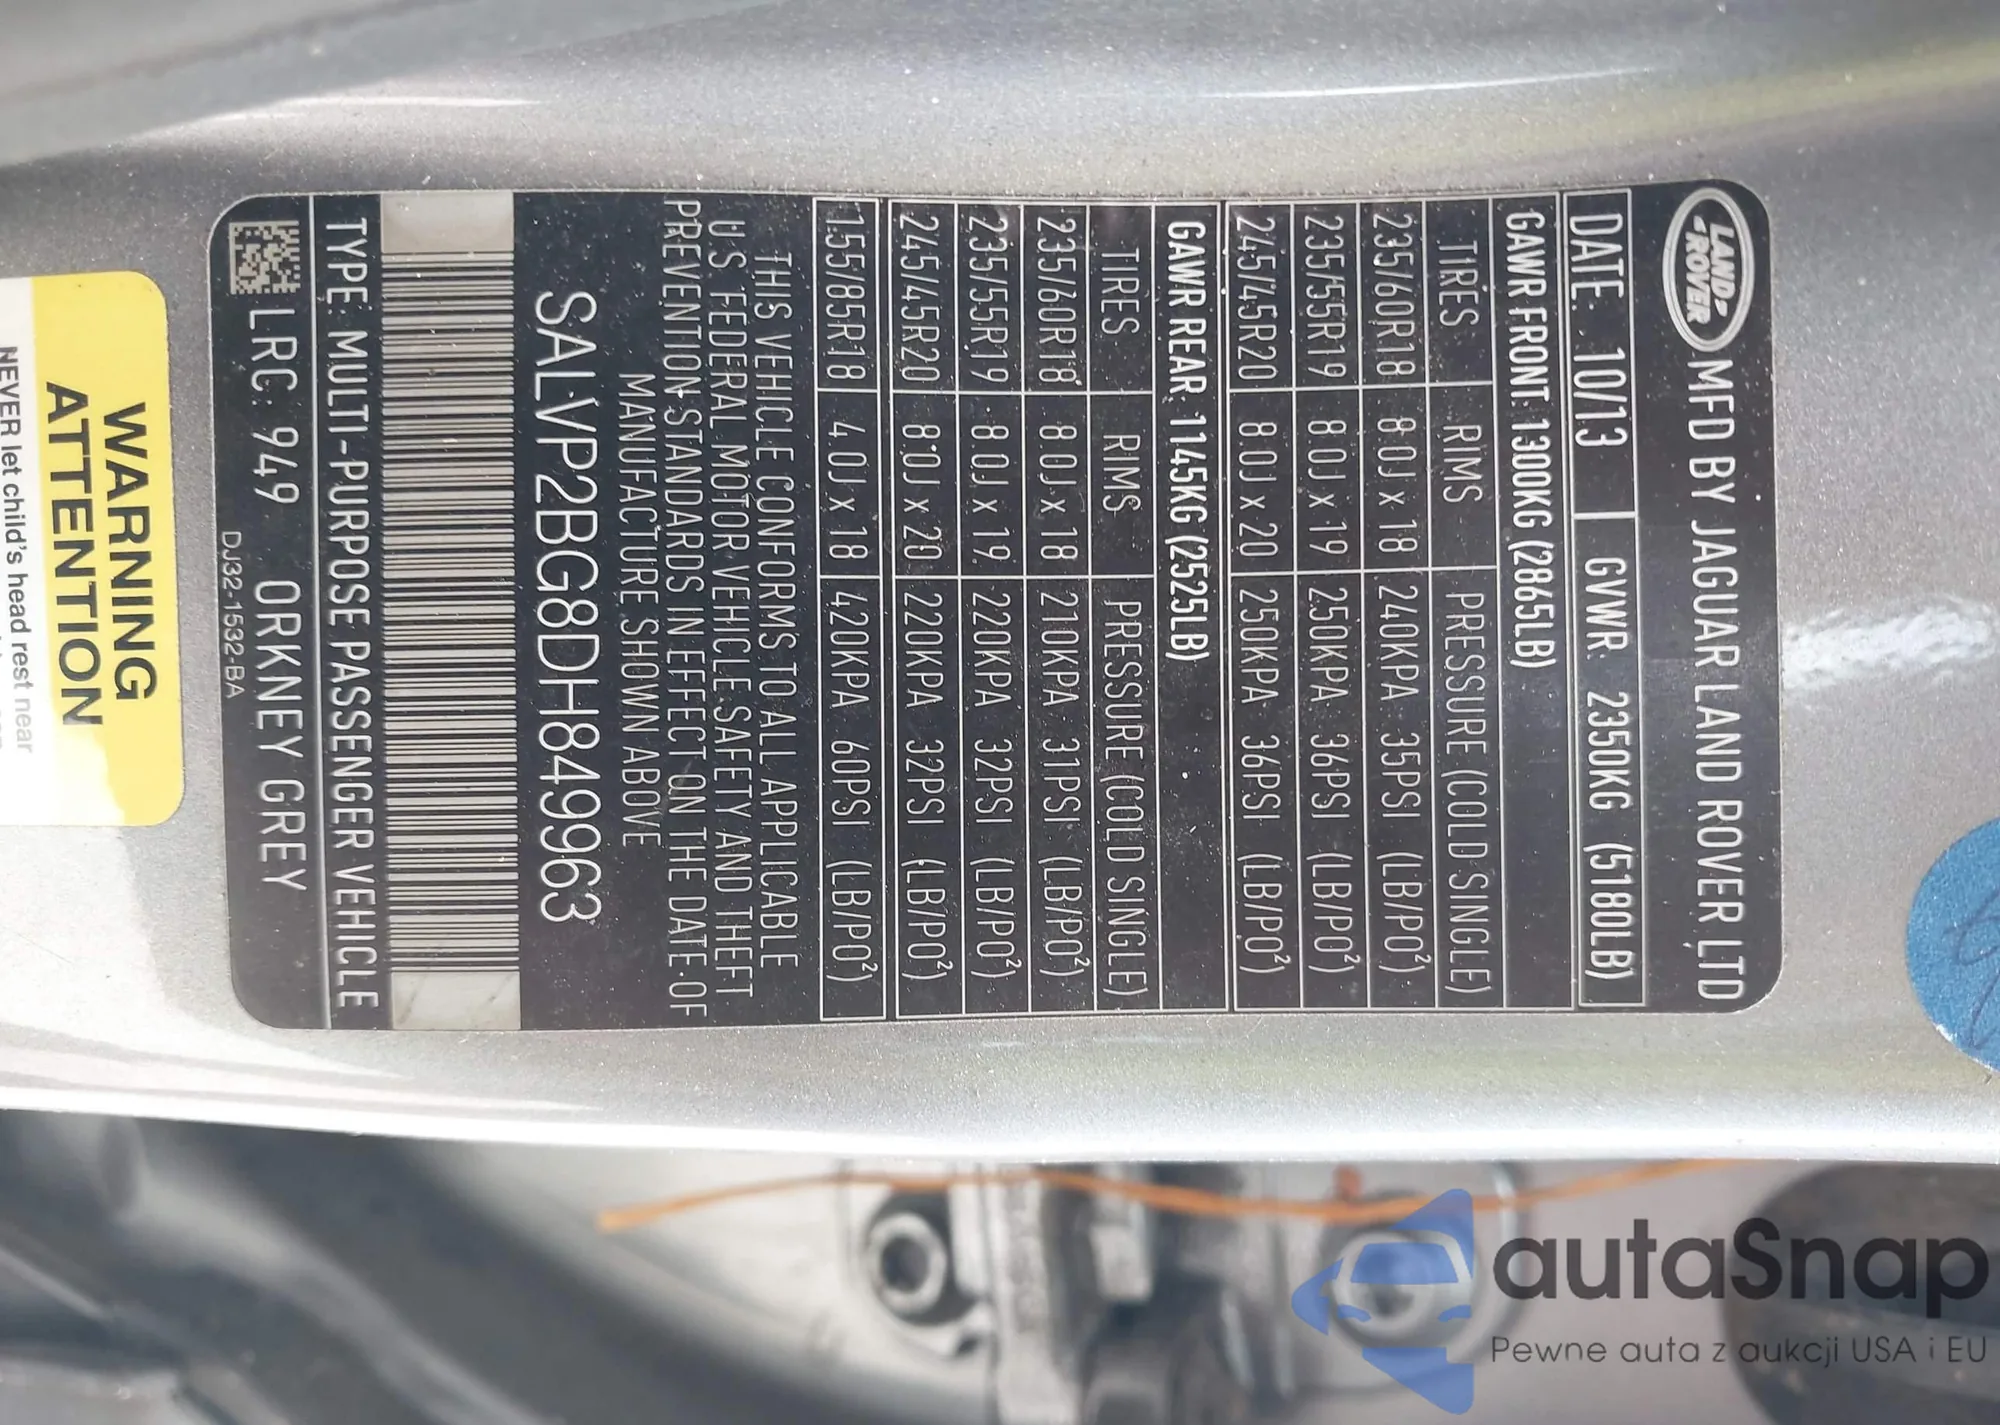 LAND-
-ROVER
MFD BY JAGUAR LAND ROVER LTD
DATE: 10/13 GVWR: 2350KG (5180LB)
GAWR FRONT: 1300KG (2865LB)
TIRES RIMS PRESSURE (COLD SINGLE)
235/60R18 8.0J x 18 240KPA 35PSI (LB/PO²)
235/55R19 8.0J x 19 250KPA 36PSI (LB/PO²)
245/45R20 8.0J x 20 250KPA 36PSI (LB/PO²)
GAWR REAR: 1145KG (2525LB)
TIRES RIMS PRESSURE (COLD SINGLE)
235/60R18 8.0J x 18 210KPA 31PSI (LB/PO²)
235/55R19 8.0J x 19 220KPA 32PSI (LB/PO²)
245/45R20 8.0J x 20 220KPA 32PSI (LB/PO²)
155/85R18 4.0J x 18 420KPA 60PSI (LB/PO²)
THIS VEHICLE CONFORMS TO ALL APPLICABLE
U.S. FEDERAL MOTOR VEHICLE SAFETY AND THEFT
PREVENTION STANDARDS IN EFFECT ON THE DATE OF
MANUFACTURE SHOWN ABOVE
SALVP2BG8DH849963
TYPE: MULTI-PURPOSE PASSENGER VEHICLE
LRC: 949 ORKNEY GREY
DJ32-1532-BA
WARNING
ATTENTION
NEVER let child's head rest near
autaSnap
Pewne auta z aukcji USA i EU